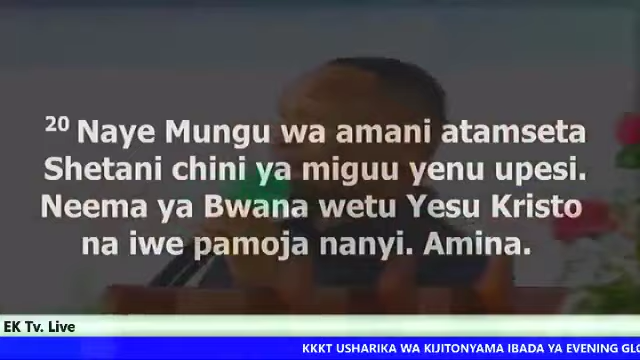 20 Naye Mungu wa amani atamseta
Shetani chini ya miguu yenu upesi.
Neema ya Bwana wetu Yesu Kristo
na iwe pamoja nanyi. Amina.
EK Tv. Live
KKKT USHARIKA WA KIJITONYAMA IBADA YA EVENING GLO